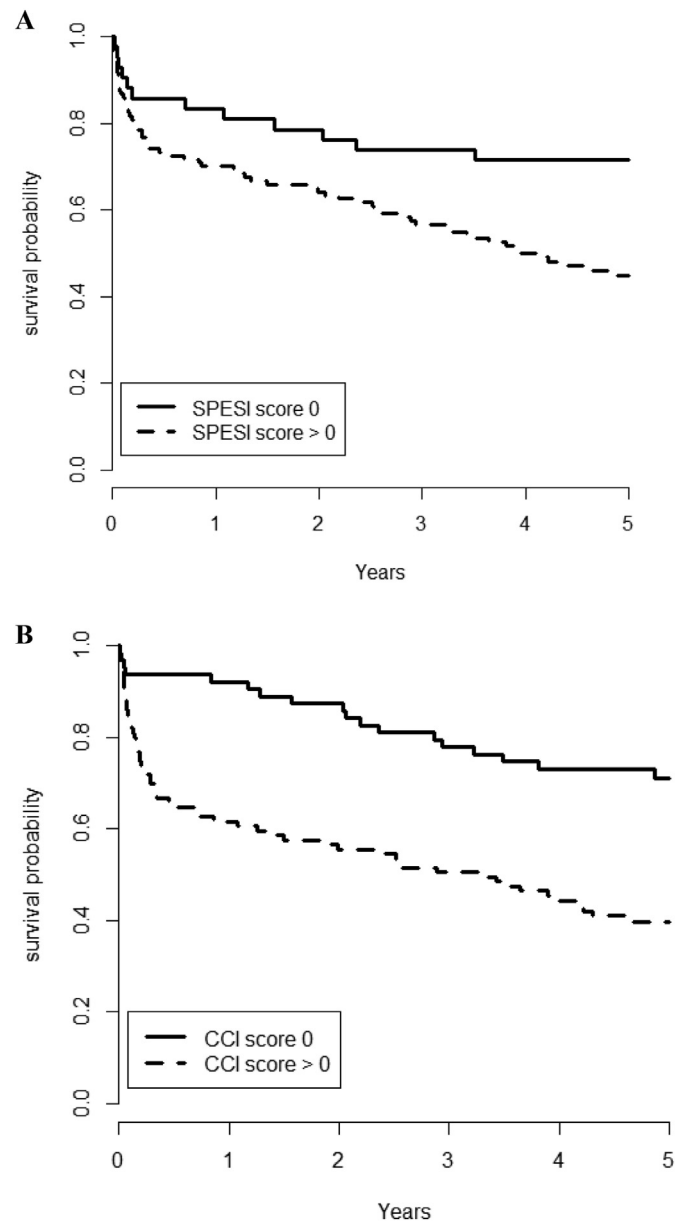 A
1.0
0.8
0.6
0.4
0.2
0.0
survival probability
SPESI score 0
SPESI score > 0
0 1 2 3 4 5
Years
B
1.0
0.8
0.6
0.4
0.2
0.0
survival probability
CCI score 0
CCI score > 0
0 1 2 3 4 5
Years